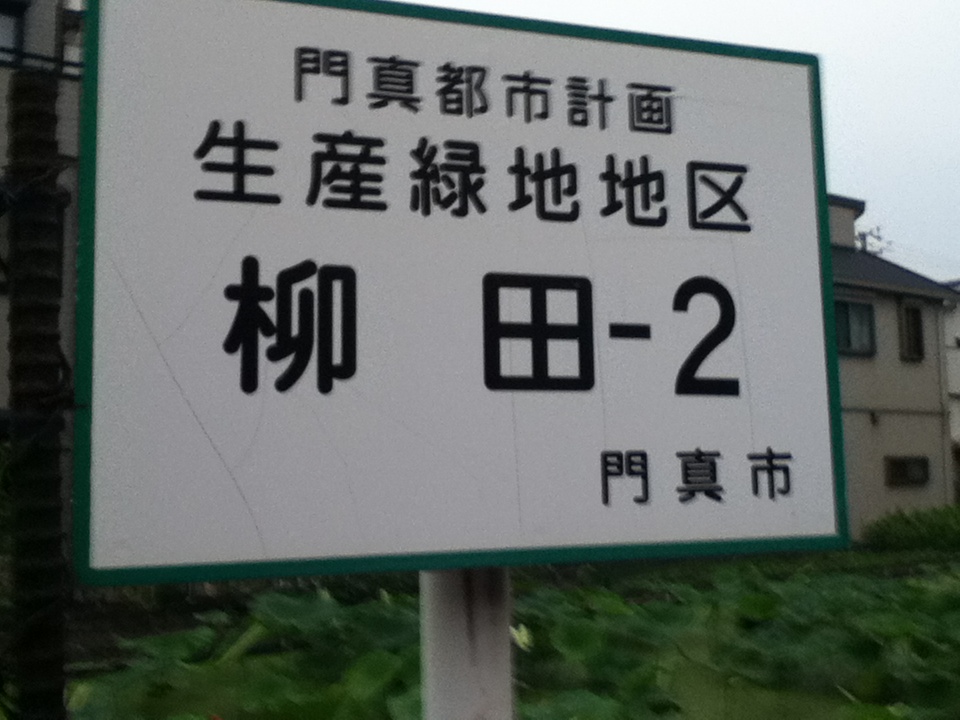 門真都市計画
生産緑地地区
柳 田-2
門真市